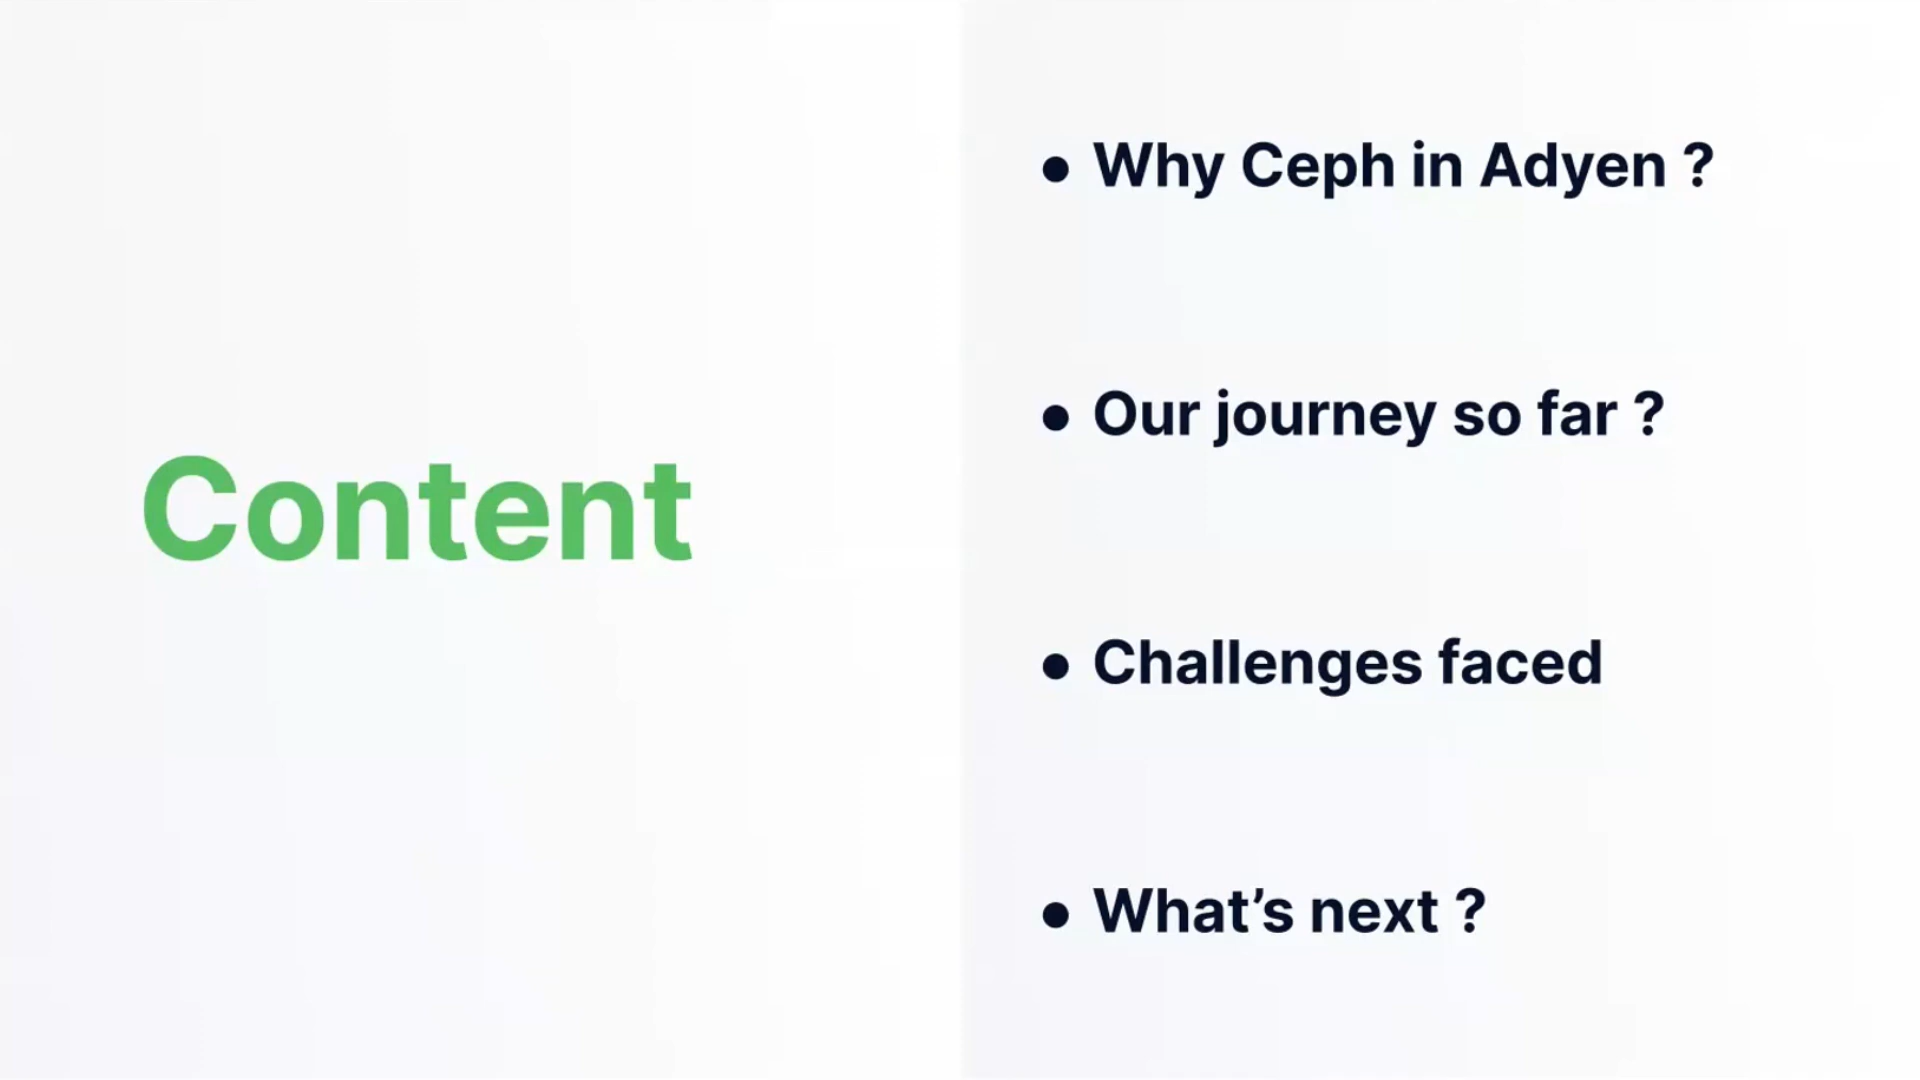 Content
• Why Ceph in Adyen ?
• Our journey so far ?
• Challenges faced
• What’s next ?